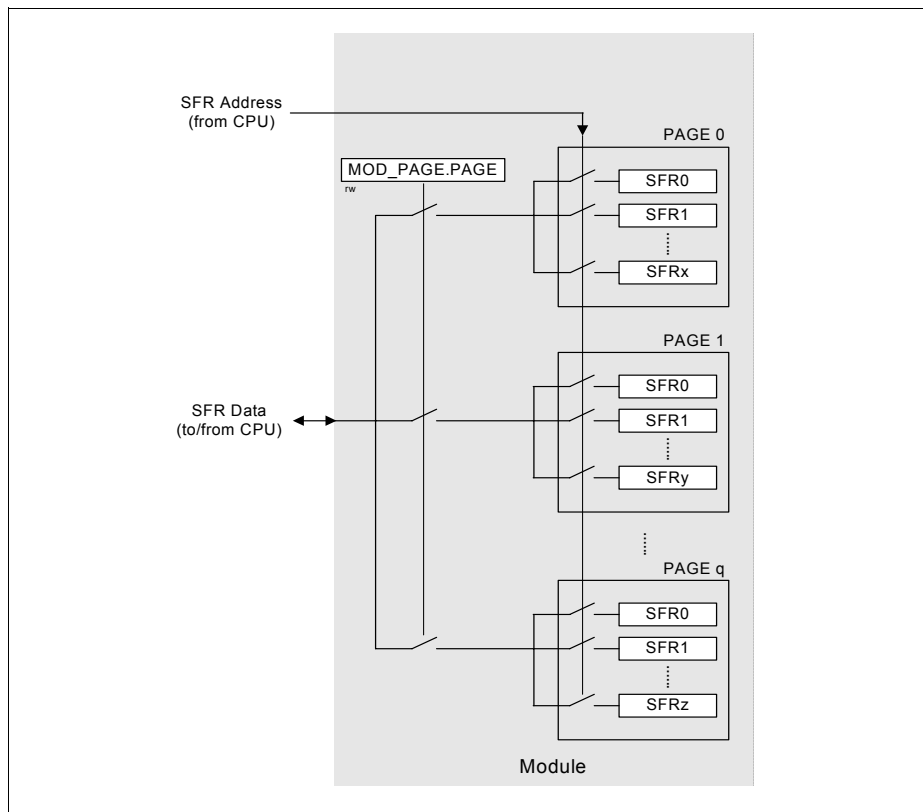 SFR Address
(from CPU)
PAGE 0
MOD_PAGE.PAGE
rw
SFR0
SFR1
SFRx
PAGE 1
SFR Data
(to/from CPU)
SFR0
SFR1
SFRy
PAGE q
SFR0
SFR1
SFRz
Module